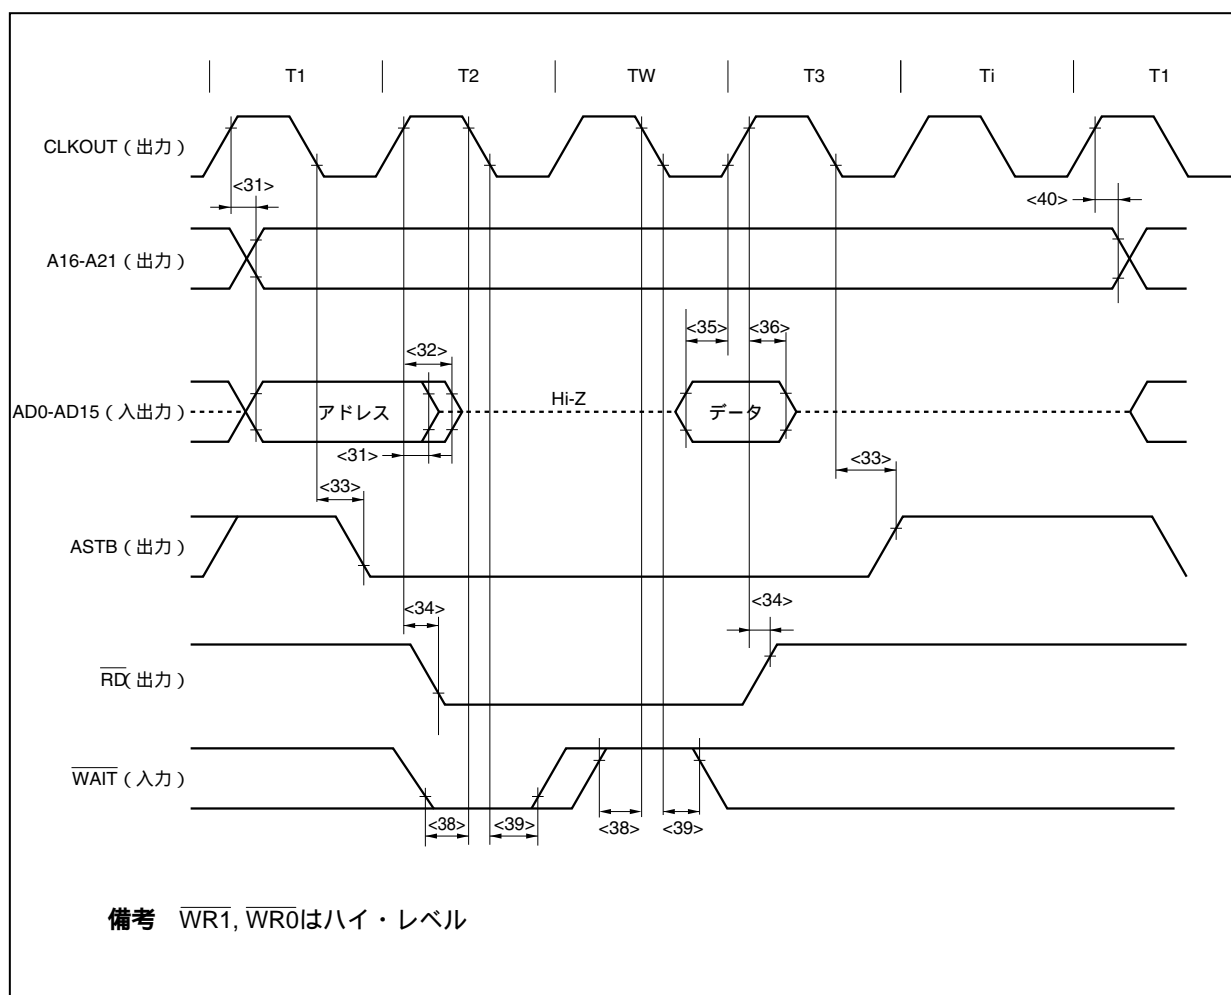 T1 T2 TW T3 Ti T1
CLKOUT（出力）
<31> <40>
A16-A21（出力）
<35> <36>
<32>
Hi-Z
AD0-AD15（入出力） アドレス データ
<31>
<33> <33>
ASTB（出力）
<34> <34>
RD（出力）
WAIT（入力）
<38> <39> <38> <39>
備考 WR1, WR0はハイ・レベル